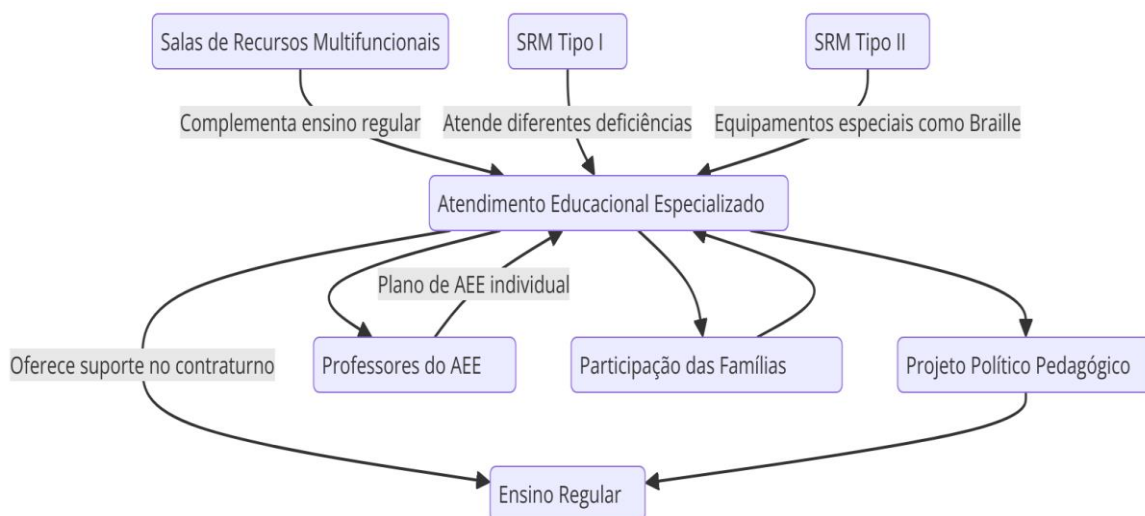 Salas de Recursos Multifuncionais
SRM Tipo I
SRM Tipo II
Complementa ensino regular
Atende diferentes deficiências
Equipamentos especiais como Braille
Atendimento Educacional Especializado
Plano de AEE individual
Oferece suporte no contraturno
Professores do AEE
Participação das Famílias
Projeto Político Pedagógico
Ensino Regular